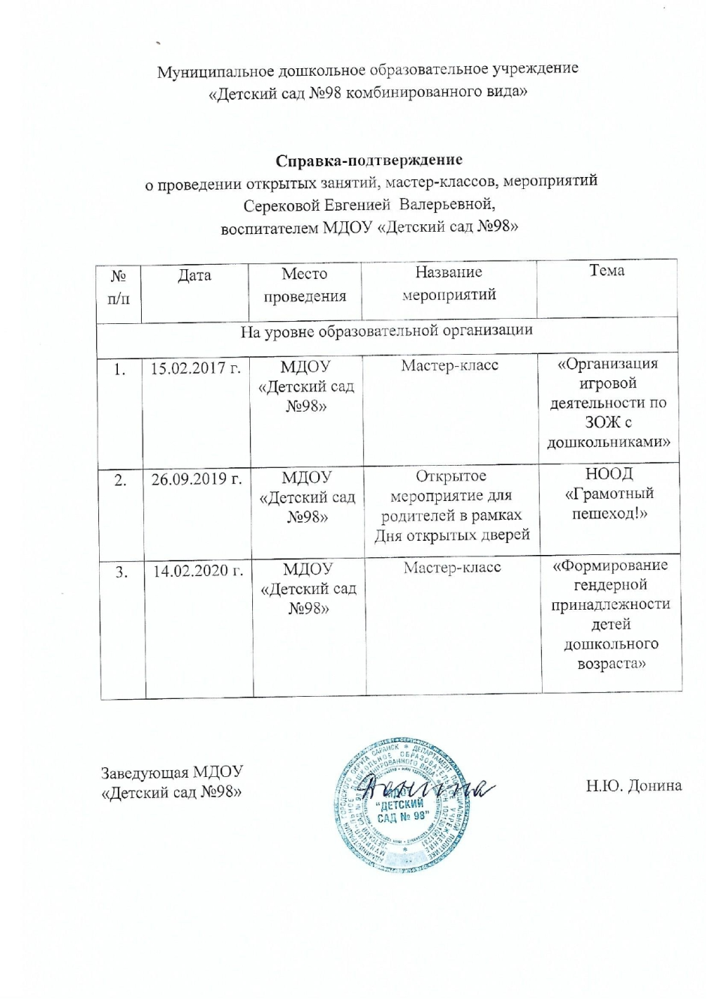 Муниципальное дошкольное образовательное учреждение
«Детский сад №98 комбинированного вида»
Справка-подтверждение
о проведении открытых занятий, мастер-классов, мероприятий
Серековой Евгенией Валерьевной,
воспитателем МДОУ «Детский сад №98»
№ п/п
Дата
Место проведения
Название мероприятий
Тема
На уровне образовательной организации
1.
15.02.2017 г.
МДОУ
«Детский сад
№98»
Мастер-класс
«Организация
игровой
деятельности по
ЗОЖ с
дошкольниками»
2.
26.09.2019 г.
МДОУ
«Детский сад
№98»
Открытое
мероприятие для
родителей в рамках
Дня открытых дверей
НООД
«Грамотный
пешеход!»
3.
14.02.2020 г.
МДОУ
«Детский сад
№98»
Мастер-класс
«Формирование
гендерной
принадлежности
детей
дошкольного
возраста»
Заведующая МДОУ
«Детский сад №98»
МДОУ
"ДЕТСКИЙ
САД № 98"
Н.Ю. Донина